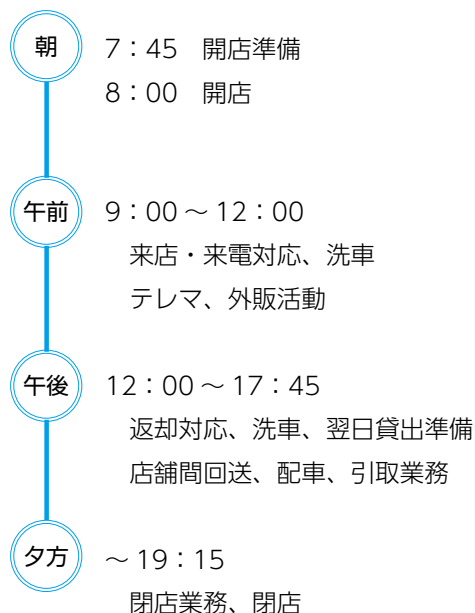 朝
7：45　開店準備
8：00　開店
午前
9：00～12：00
来店・来電対応、洗車
テレマ、外販活動
午後
12：00～17：45
返却対応、洗車、翌日貸出準備
店舗間回送、配車、引取業務
夕方
～19：15
閉店業務、閉店